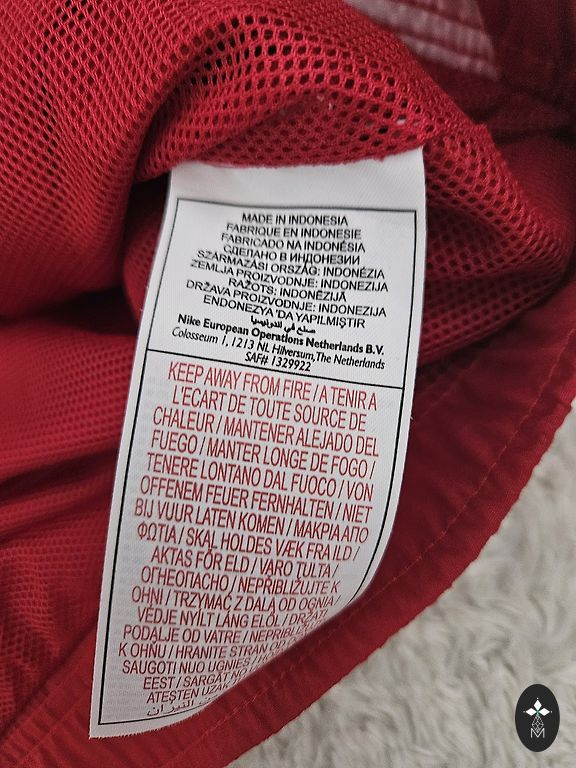 MADE IN INDONESIA
FABRIQUE EN INDONESIE
FABRICADO NA INDONÉSIA
СДЕЛАНО В ИНДОНЕЗИИ
SZÁRMAZÁSI ORSZÁG: INDONÉZIA
ZEMLJA PROIZVODNJE: INDONEZIJA
RAŽOTS: INDONĒZIJĀ
DRŽAVA PROIZVODNJE: INDONEZIJA
ENDONEZYA'DA YAPILMIŞTIR
صنع في اندونيسيا
Nike European Operations Netherlands B.V.
Colosseum 1, 1213 NL Hilversum, The Netherlands
SAF# 1329922
KEEP AWAY FROM FIRE / A TENIR A
L'ECART DE TOUTE SOURCE DE
CHALEUR / MANTENER ALEJADO DEL
FUEGO / MANTER LONGE DE FOGO /
TENERE LONTANO DAL FUOCO / VON
OFFENEM FEUER FERNHALTEN / NIET
BIJ VUUR LATEN KOMEN / ΜΑΚΡΙΑ ΑΠΟ
ΦΩΤΙΑ / SKAL HOLDES VÆK FRA ILD /
AKTAS FÖR ELD / VARO TULTA /
ОГНЕОПАСНО / NEPŘIBLIŽUJTE K
OHNI / TRZYMAĆ Z DALA OD OGNIA /
VÉDJE NYÍLT LÁNG ELŐL / DRŽATI
PODALJE OD VATRE / NEPRIBLIŽ
K OHŇU / HRANITE STRAN OD
SAUGOTI NUO UGNIES /
EEST / SARGĀT NO
ATEŞTEN UZAK
النيران
M